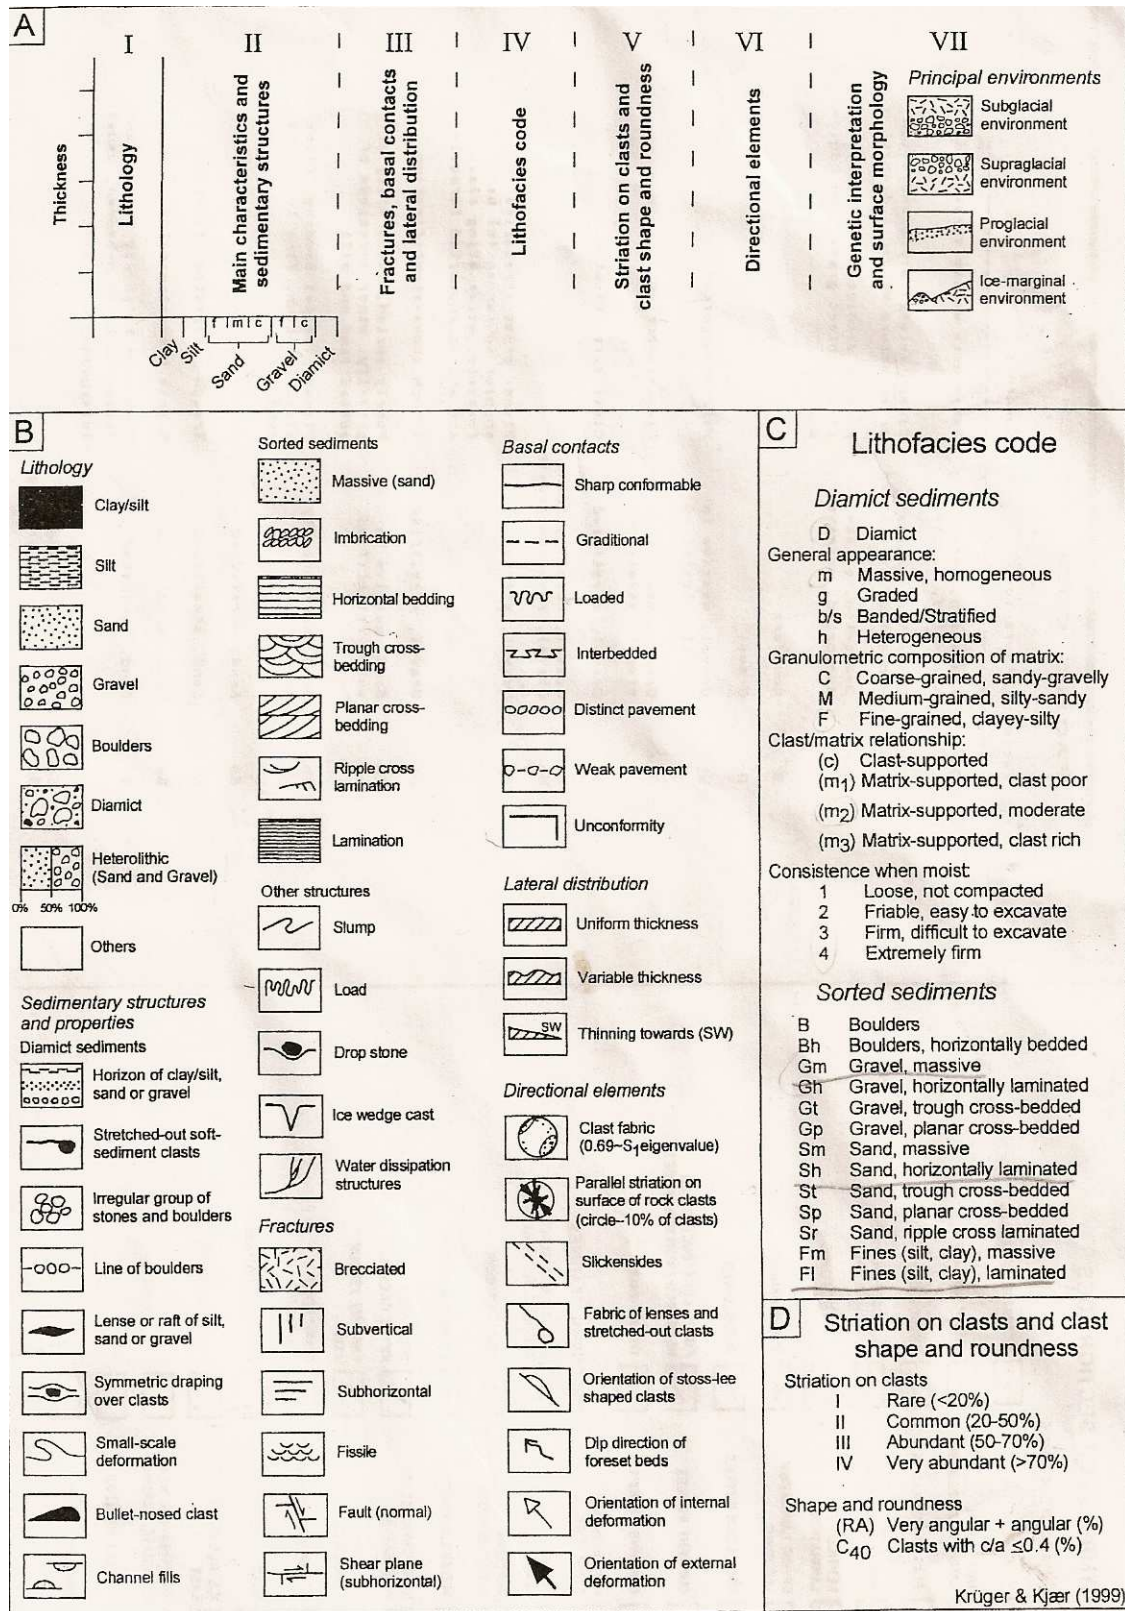 A
I
II
III
IV
V
VI
VII
Thickness
Lithology
Main characteristics and
sedimentary structures
Fractures, basal contacts
and lateral distribution
Lithofacies code
Striation on clasts and
clast shape and roundness
Directional elements
Genetic interpretation
and surface morphology
Principal environments
Subglacial
environment
Supraglacial
environment
Proglacial
environment
Ice-marginal
environment
f m c f c
Clay
Silt
Sand
Gravel
Diamict
B
Lithology
Clay/silt
Silt
Sand
Gravel
Boulders
Diamict
Heterolithic
(Sand and Gravel)
0% 50% 100%
Others
Sedimentary structures
and properties
Diamict sediments
Horizon of clay/silt,
sand or gravel
Stretched-out soft-
sediment clasts
Irregular group of
stones and boulders
Line of boulders
Lense or raft of silt,
sand or gravel
Symmetric draping
over clasts
Small-scale
deformation
Bullet-nosed clast
Channel fills
Sorted sediments
Massive (sand)
Imbrication
Horizontal bedding
Trough cross-
bedding
Planar cross-
bedding
Ripple cross
lamination
Lamination
Other structures
Slump
Load
Drop stone
Ice wedge cast
Water dissipation
structures
Fractures
Brecciated
Subvertical
Subhorizontal
Fissile
Fault (normal)
Shear plane
(subhorizontal)
Basal contacts
Sharp conformable
Graditional
Loaded
Interbedded
Distinct pavement
Weak pavement
Unconformity
Lateral distribution
Uniform thickness
Variable thickness
SW
Thinning towards (SW)
Directional elements
Clast fabric
(0.69~S1eigenvalue)
Parallel striation on
surface of rock clasts
(circle~10% of clasts)
Slickensides
Fabric of lenses and
stretched-out clasts
Orientation of stoss-lee
shaped clasts
Dip direction of
foreset beds
Orientation of internal
deformation
Orientation of external
deformation
C
Lithofacies code
Diamict sediments
D Diamict
General appearance:
m Massive, homogeneous
g Graded
b/s Banded/Stratified
h Heterogeneous
Granulometric composition of matrix:
C Coarse-grained, sandy-gravelly
M Medium-grained, silty-sandy
F Fine-grained, clayey-silty
Clast/matrix relationship:
(c) Clast-supported
(m1) Matrix-supported, clast poor
(m2) Matrix-supported, moderate
(m3) Matrix-supported, clast rich
Consistence when moist:
1 Loose, not compacted
2 Friable, easy to excavate
3 Firm, difficult to excavate
4 Extremely firm
Sorted sediments
B Boulders
Bh Boulders, horizontally bedded
Gm Gravel, massive
Gh Gravel, horizontally laminated
Gt Gravel, trough cross-bedded
Gp Gravel, planar cross-bedded
Sm Sand, massive
Sh Sand, horizontally laminated
St Sand, trough cross-bedded
Sp Sand, planar cross-bedded
Sr Sand, ripple cross laminated
Fm Fines (silt, clay), massive
Fl Fines (silt, clay), laminated
D
Striation on clasts and clast
shape and roundness
Striation on clasts
I Rare (<20%)
II Common (20-50%)
III Abundant (50-70%)
IV Very abundant (>70%)
Shape and roundness
(RA) Very angular + angular (%)
C40 Clasts with c/a ≤0.4 (%)
Krüger & Kjær (1999)